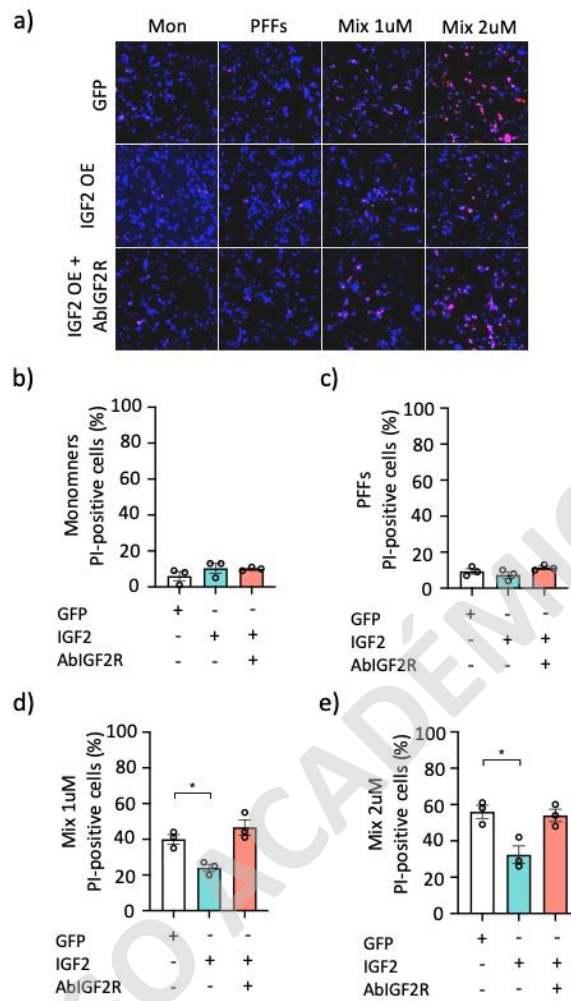 a)
Mon PFFs Mix 1uM Mix 2uM
GFP
IGF2 OE
IGF2 OE +
AbIGF2R
b)
Monomners
PI-positive cells (%)
100
80
60
40
20
0
GFP + - -
IGF2 - + +
AbIGF2R - - +
c)
PFFs
PI-positive cells (%)
100
80
60
40
20
0
GFP + - -
IGF2 - + +
AbIGF2R - - +
d)
Mix 1uM
PI-positive cells (%)
100
80
60
40
20
0
*
GFP + - -
IGF2 - + +
AbIGF2R - - +
e)
Mix 2uM
PI-positive cells (%)
100
80
60
40
20
0
*
GFP + - -
IGF2 - + +
AbIGF2R - - +
CO ACADÉMIC